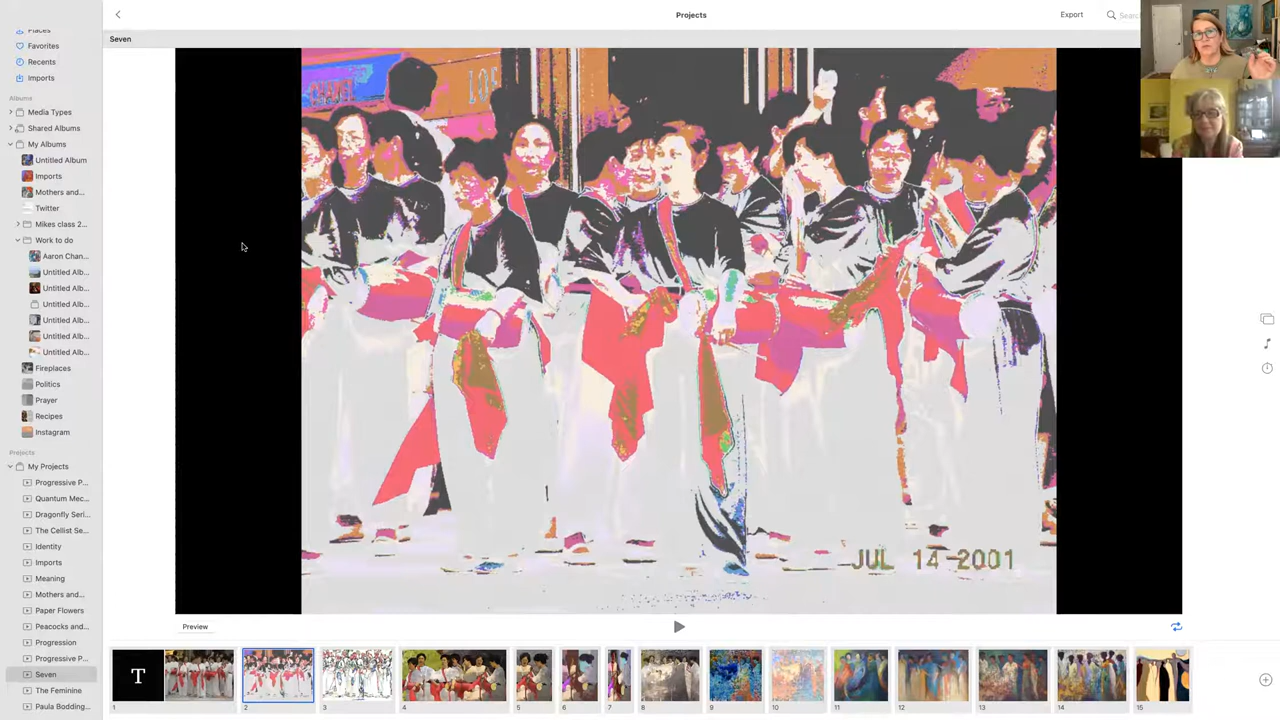 Projects
Export
Search
Seven
Places
Favorites
Recents
Imports
Albums
Media Types
Shared Albums
My Albums
Untitled Album
Imports
Mothers and...
Twitter
Mikes class 2...
Work to do
Aaron Chan...
Untitled Alb...
Untitled Alb...
Untitled Alb...
Untitled Alb...
Untitled Alb...
Untitled Alb...
Fireplaces
Politics
Prayer
Recipes
Instagram
Projects
My Projects
Progressive P...
Quantum Mec...
Dragonfly Seri...
The Cellist Se...
Identity
Imports
Meaning
Mothers and...
Paper Flowers
Peacocks and...
Progression
Progressive P...
Seven
The Feminine
Paula Bodding...
JUL 14 2001
Preview
T
1 2 3 4 5 6 7 8 9 10 11 12 13 14 15